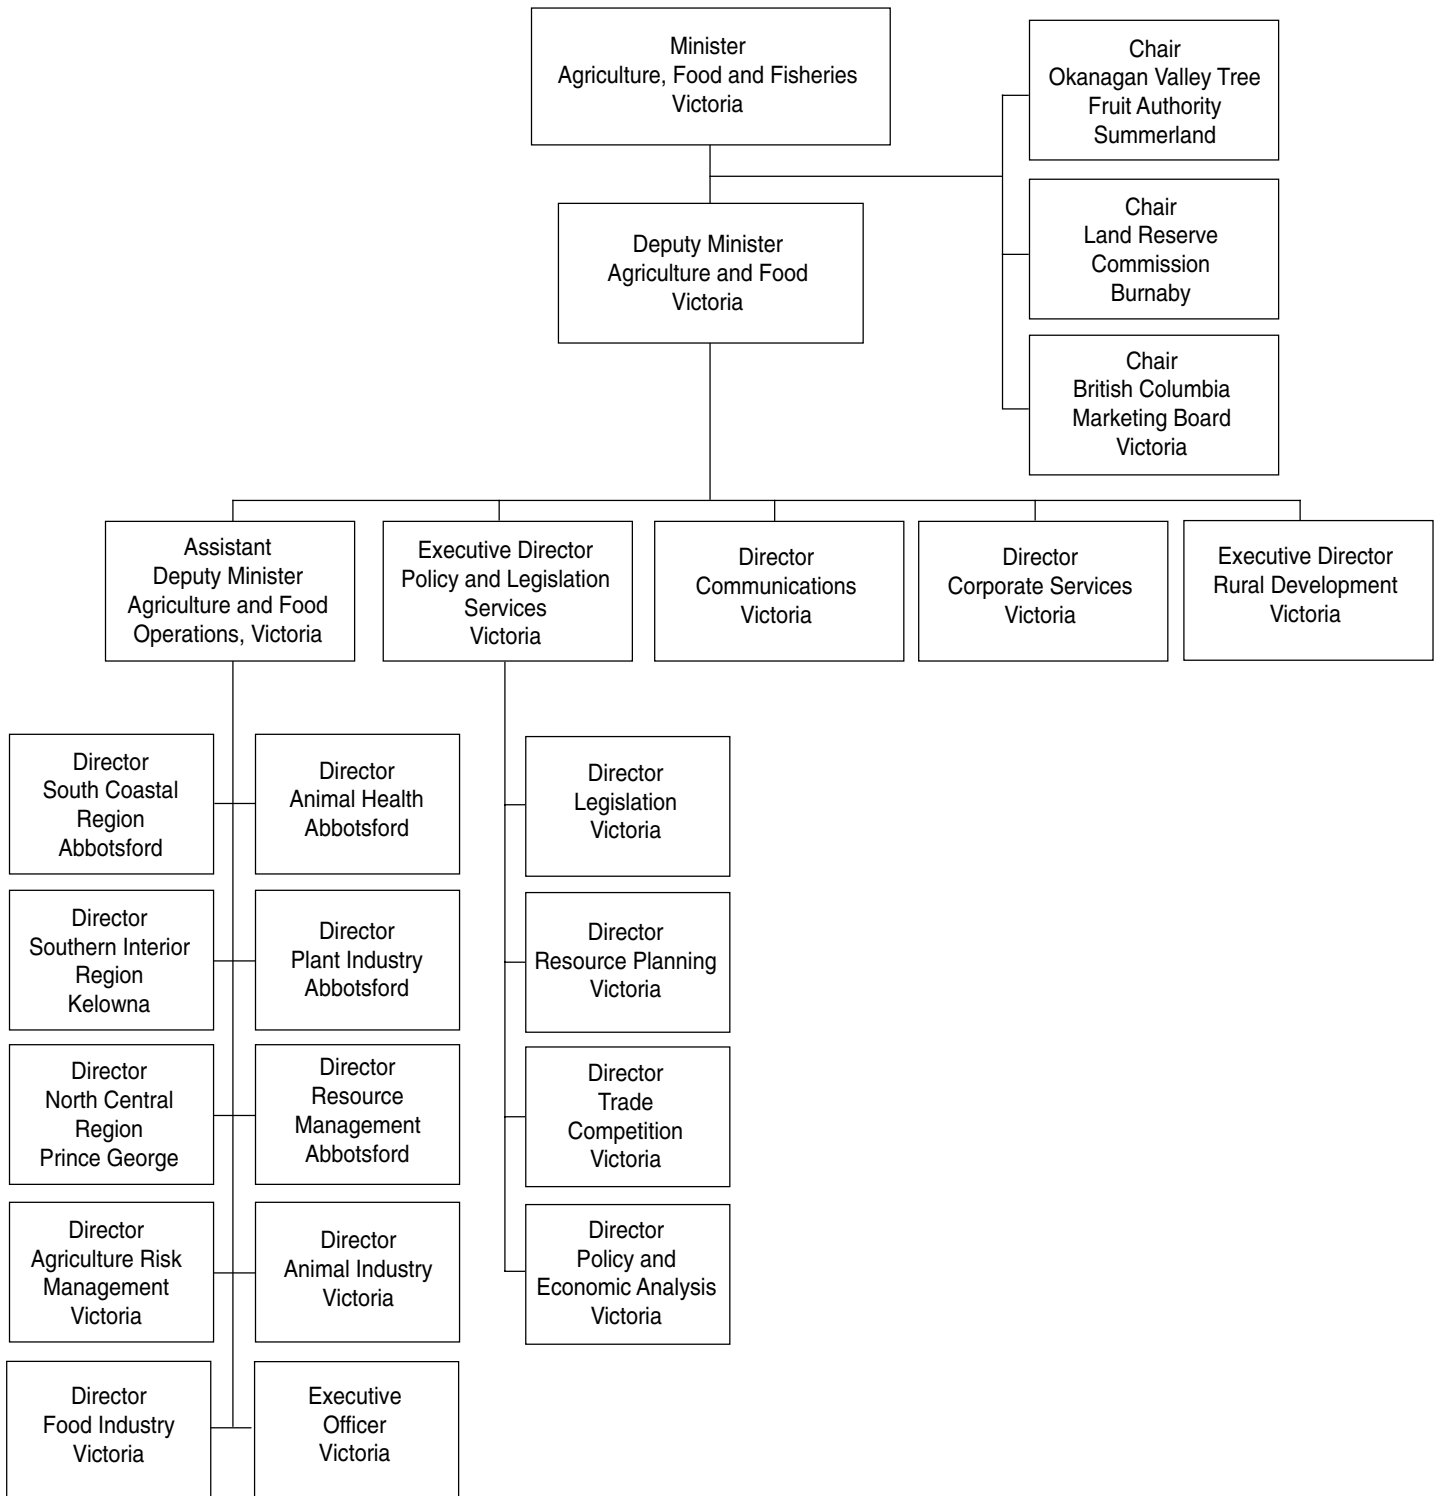 Minister
Agriculture, Food and Fisheries
Victoria
Chair
Okanagan Valley Tree
Fruit Authority
Summerland
Chair
Land Reserve
Commission
Burnaby
Deputy Minister
Agriculture and Food
Victoria
Chair
British Columbia
Marketing Board
Victoria
Assistant
Deputy Minister
Agriculture and Food
Operations, Victoria
Executive Director
Policy and Legislation
Services
Victoria
Director
Communications
Victoria
Director
Corporate Services
Victoria
Executive Director
Rural Development
Victoria
Director
South Coastal
Region
Abbotsford
Director
Animal Health
Abbotsford
Director
Legislation
Victoria
Director
Southern Interior
Region
Kelowna
Director
Plant Industry
Abbotsford
Director
Resource Planning
Victoria
Director
North Central
Region
Prince George
Director
Resource
Management
Abbotsford
Director
Trade
Competition
Victoria
Director
Agriculture Risk
Management
Victoria
Director
Animal Industry
Victoria
Director
Policy and
Economic Analysis
Victoria
Director
Food Industry
Victoria
Executive
Officer
Victoria